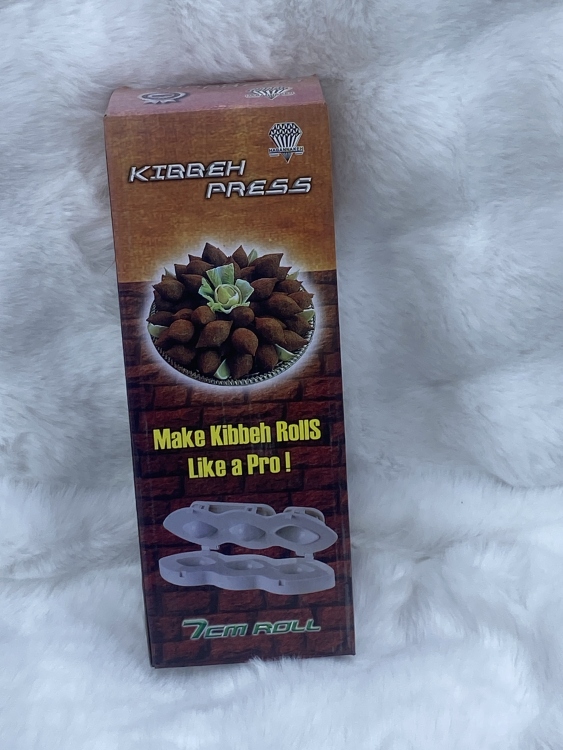 KIBBEH
PRESS
Make Kibbeh Rolls
Like a Pro !
7CM ROLL